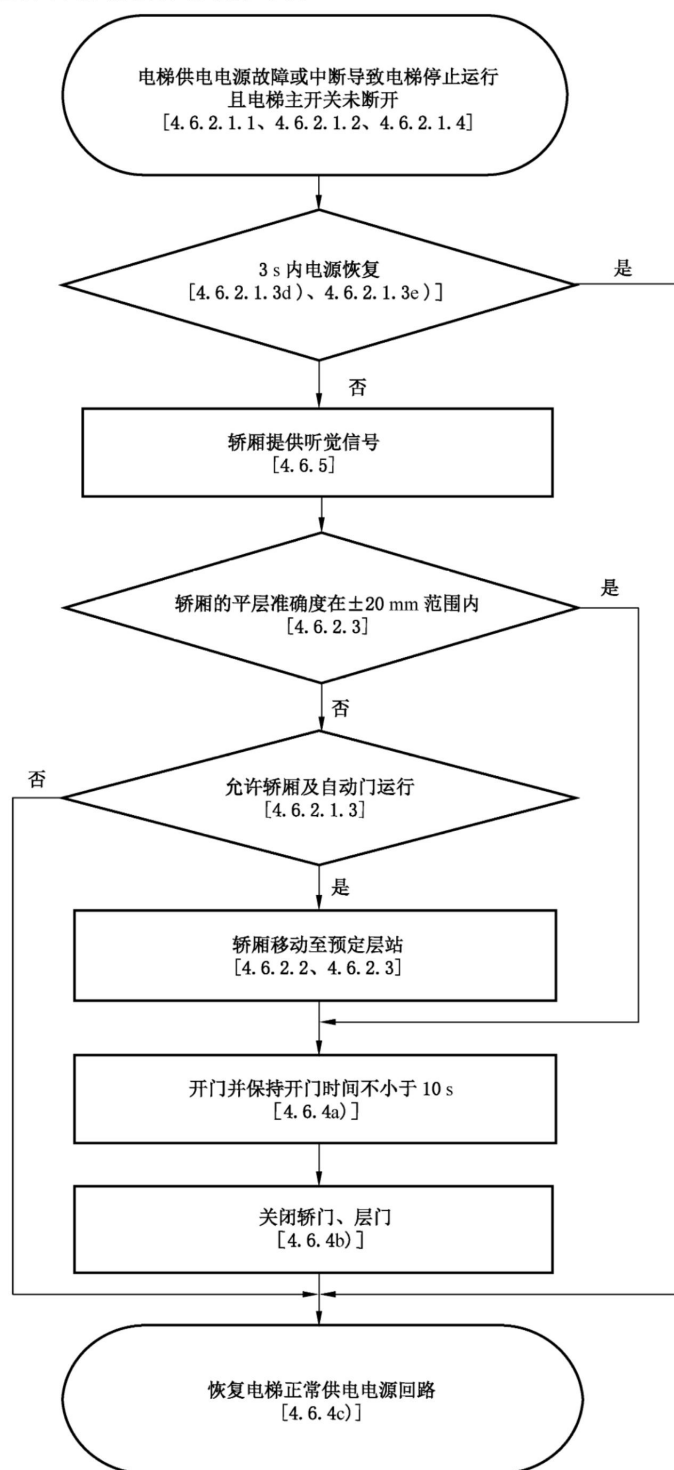 电梯供电电源故障或中断导致电梯停止运行
且电梯主开关未断开
[4.6.2.1.1、4.6.2.1.2、4.6.2.1.4]
3 s 内电源恢复
[4.6.2.1.3d)、4.6.2.1.3e)]
是
否
轿厢提供听觉信号
[4.6.5]
轿厢的平层准确度在±20 mm 范围内
[4.6.2.3]
是
否
允许轿厢及自动门运行
[4.6.2.1.3]
否
是
轿厢移动至预定层站
[4.6.2.2、4.6.2.3]
开门并保持开门时间不小于 10 s
[4.6.4a)]
关闭轿门、层门
[4.6.4b)]
恢复电梯正常供电电源回路
[4.6.4c)]